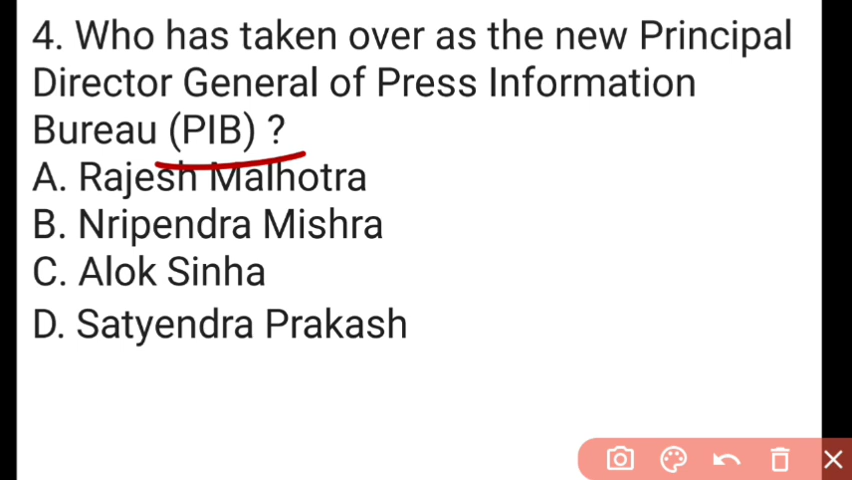 4. Who has taken over as the new Principal
Director General of Press Information
Bureau (PIB) ?
A. Rajesh Malhotra
B. Nripendra Mishra
C. Alok Sinha
D. Satyendra Prakash